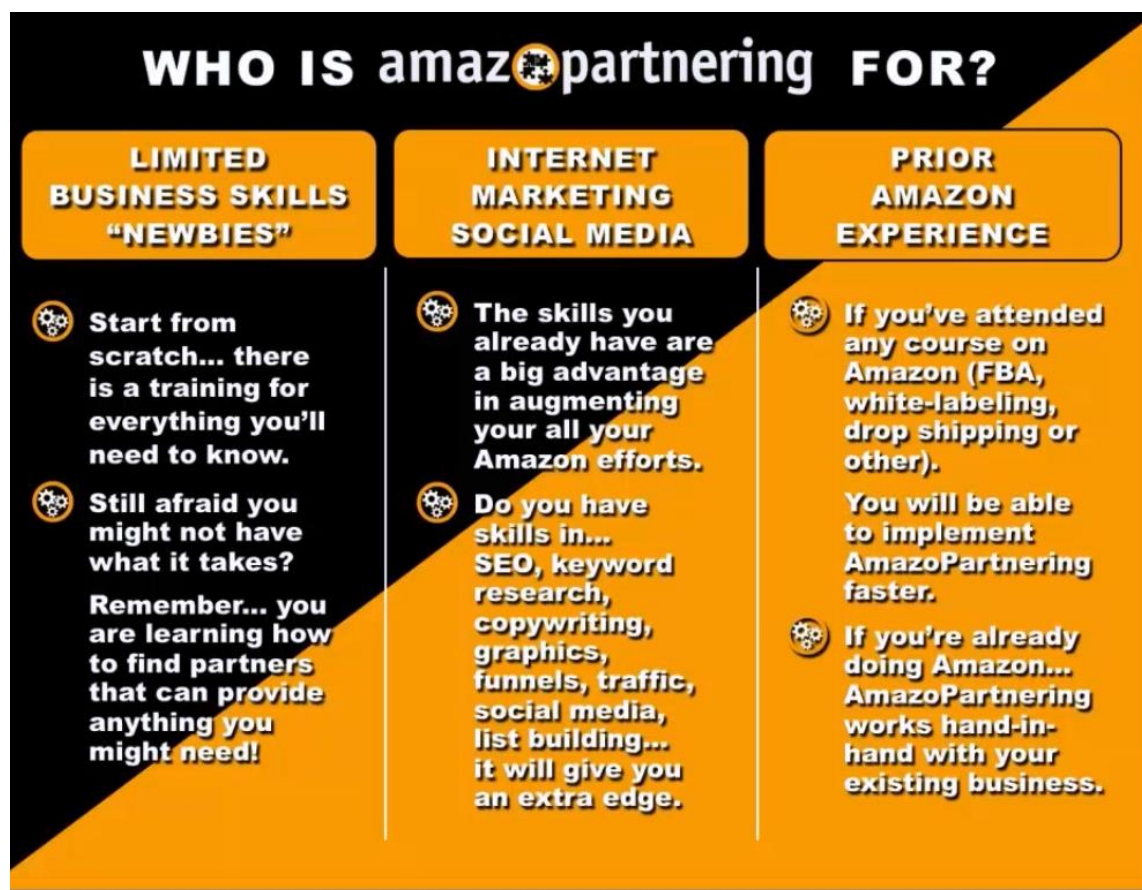 WHO IS amazopartnering FOR?
LIMITED
BUSINESS SKILLS
“NEWBIES”
Start from
scratch... there
is a training for
everything you’ll
need to know.
Still afraid you
might not have
what it takes?
Remember... you
are learning how
to find partners
that can provide
anything you
might need!
INTERNET
MARKETING
SOCIAL MEDIA
The skills you
already have are
a big advantage
in augmenting
your all your
Amazon efforts.
Do you have
skills in...
SEO, keyword
research,
copywriting,
graphics,
funnels, traffic,
social media,
list building...
it will give you
an extra edge.
PRIOR
AMAZON
EXPERIENCE
If you’ve attended
any course on
Amazon (FBA,
white-labeling,
drop shipping or
other).
You will be able
to implement
AmazoPartnering
faster.
If you’re already
doing Amazon...
AmazoPartnering
works hand-in-
hand with your
existing business.